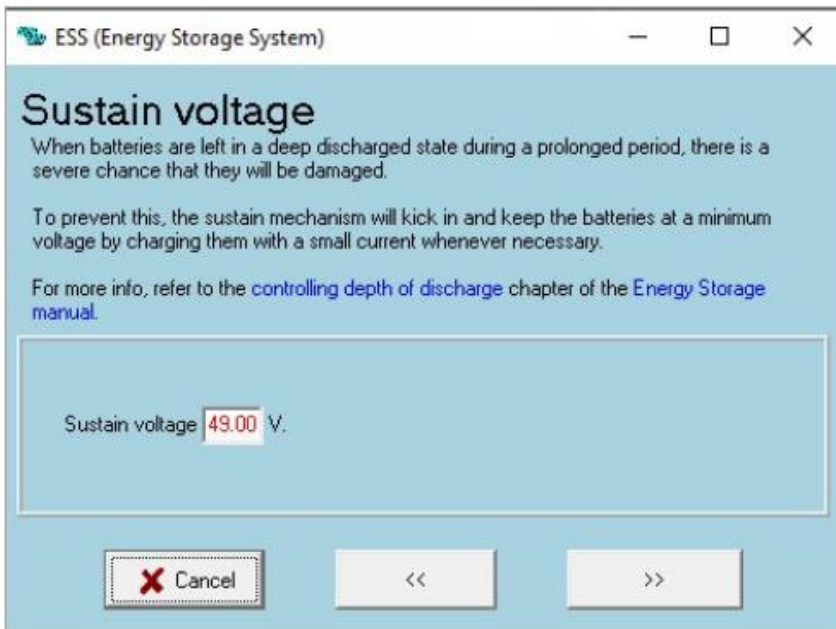 ESS (Energy Storage System)
Sustain voltage
When batteries are left in a deep discharged state during a prolonged period, there is a
severe chance that they will be damaged.
To prevent this, the sustain mechanism will kick in and keep the batteries at a minimum
voltage by charging them with a small current whenever necessary.
For more info, refer to the controlling depth of discharge chapter of the Energy Storage
manual.
Sustain voltage 49.00 V.
Cancel << >>